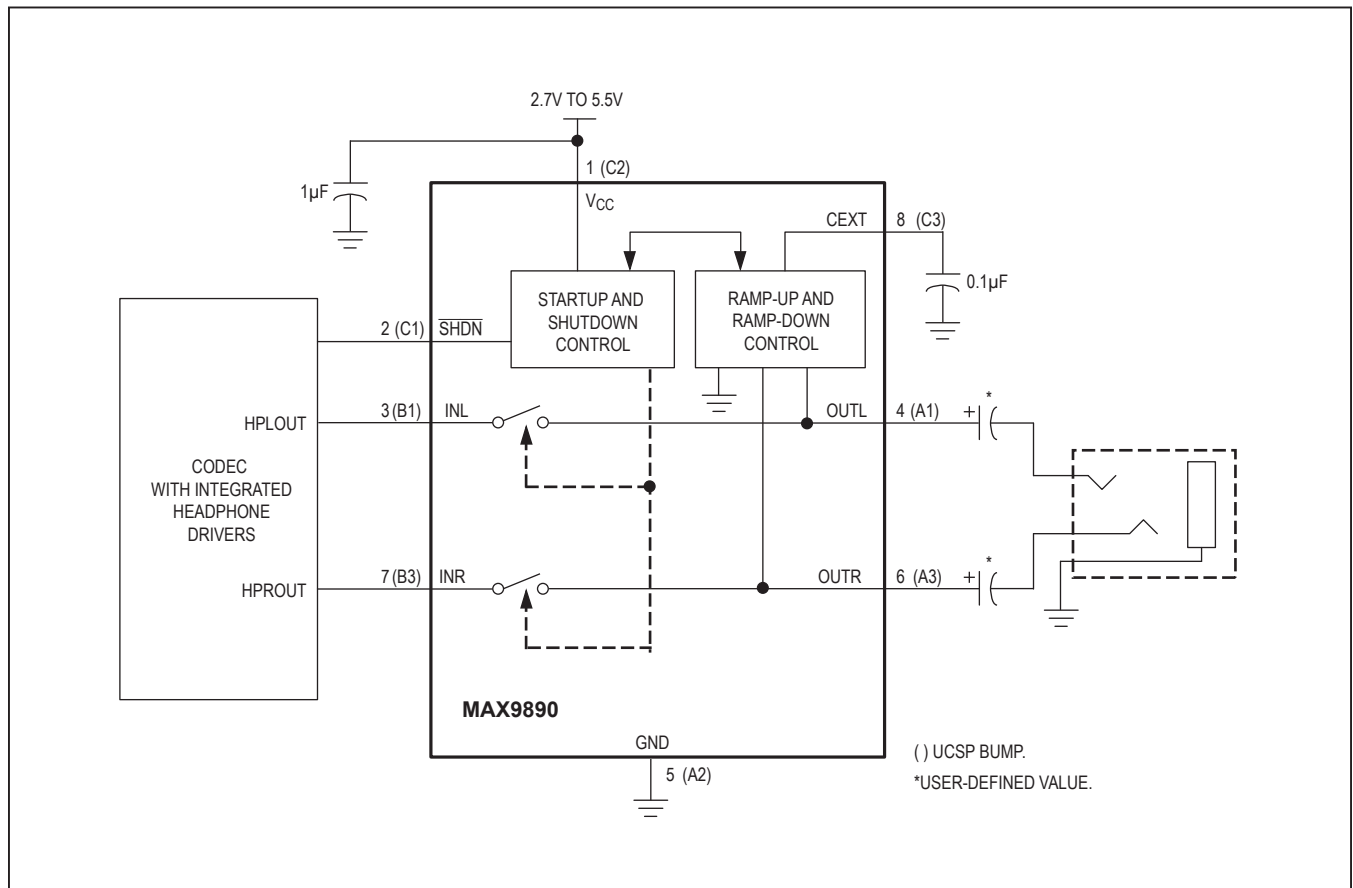 2.7V TO 5.5V
1 (C2)
1µF
VCC
CEXT
8 (C3)
0.1µF
STARTUP AND
SHUTDOWN
CONTROL
RAMP-UP AND
RAMP-DOWN
CONTROL
2 (C1)
SHDN
HPLOUT
3 (B1)
INL
OUTL
4 (A1)
+
*
CODEC
WITH INTEGRATED
HEADPHONE
DRIVERS
HPROUT
7 (B3)
INR
OUTR
6 (A3)
+
*
MAX9890
GND
5 (A2)
( ) UCSP BUMP.
*USER-DEFINED VALUE.